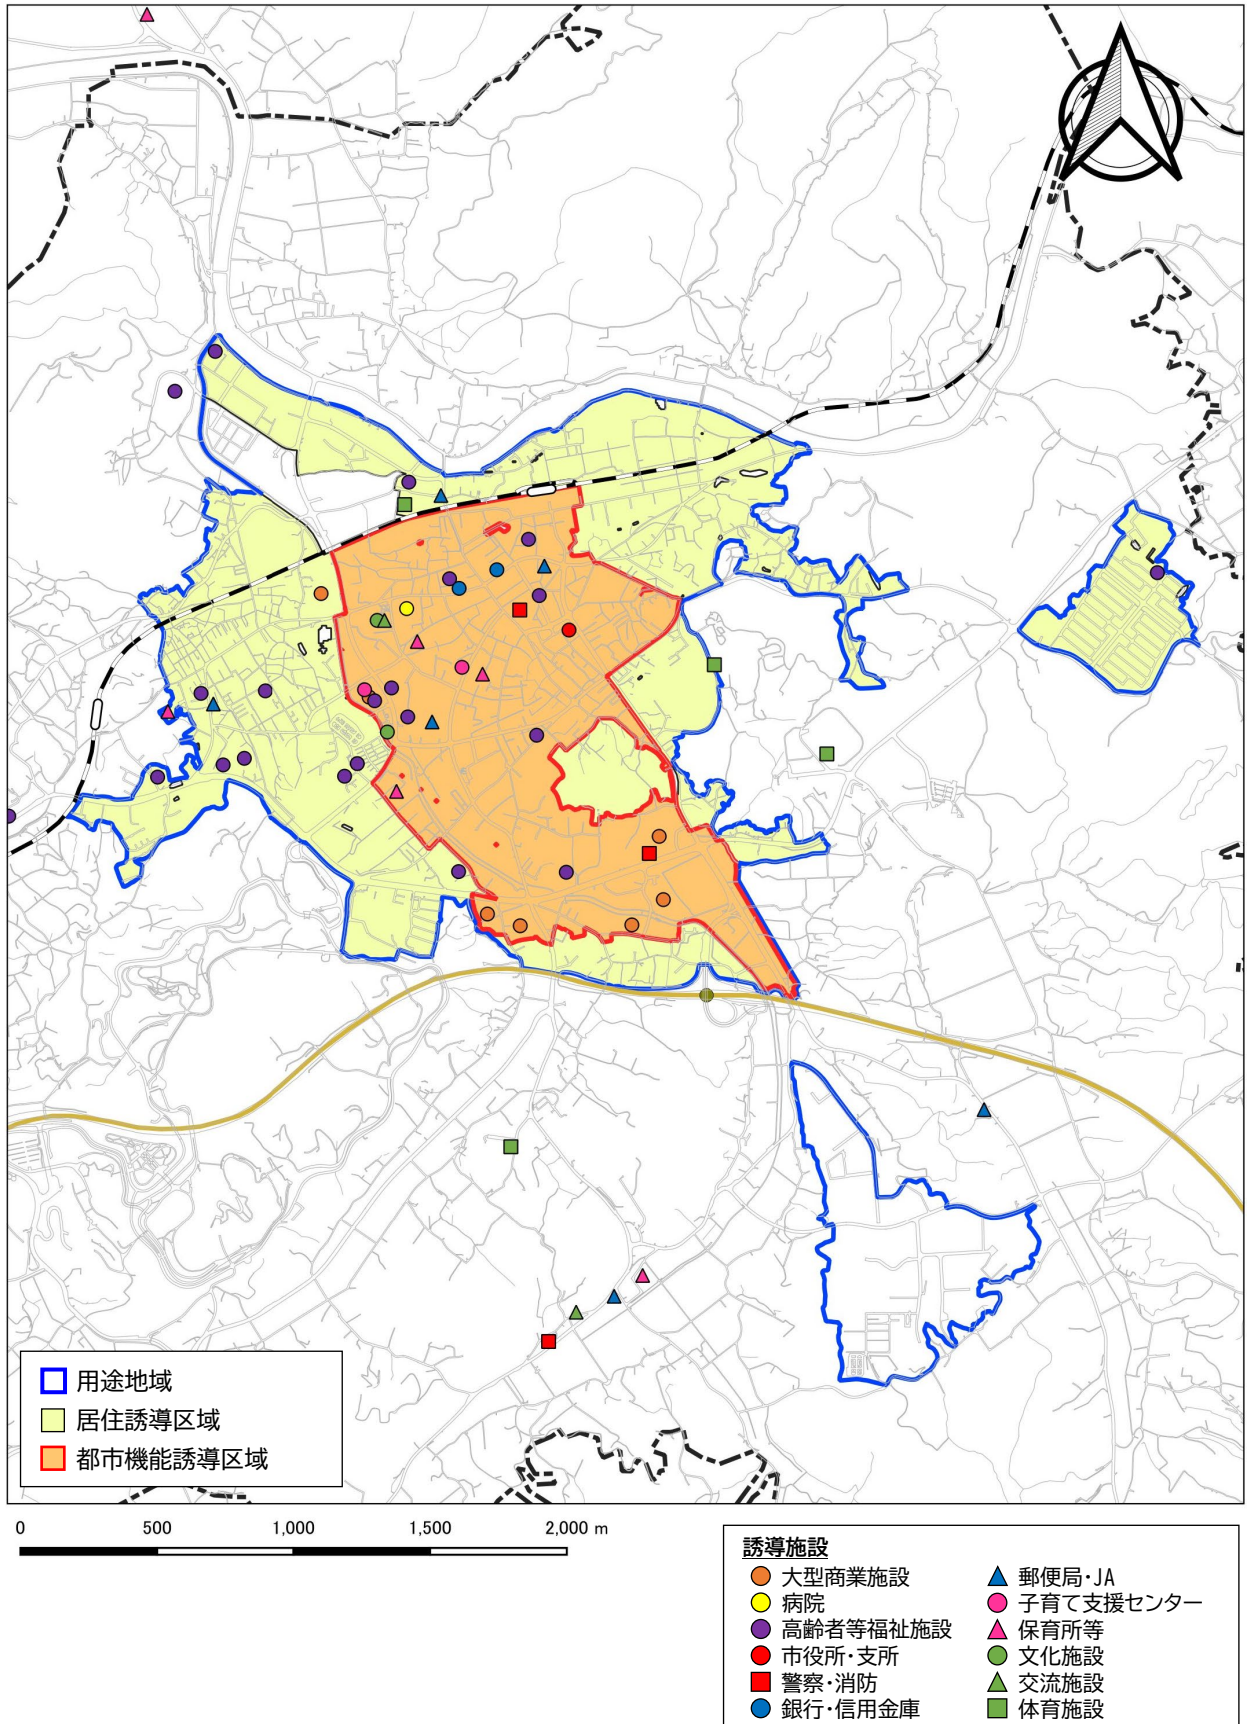 用途地域
居住誘導区域
都市機能誘導区域
0 500 1,000 1,500 2,000 m
誘導施設
大型商業施設
病院
高齢者等福祉施設
市役所・支所
警察・消防
銀行・信用金庫
郵便局・JA
子育て支援センター
保育所等
文化施設
交流施設
体育施設